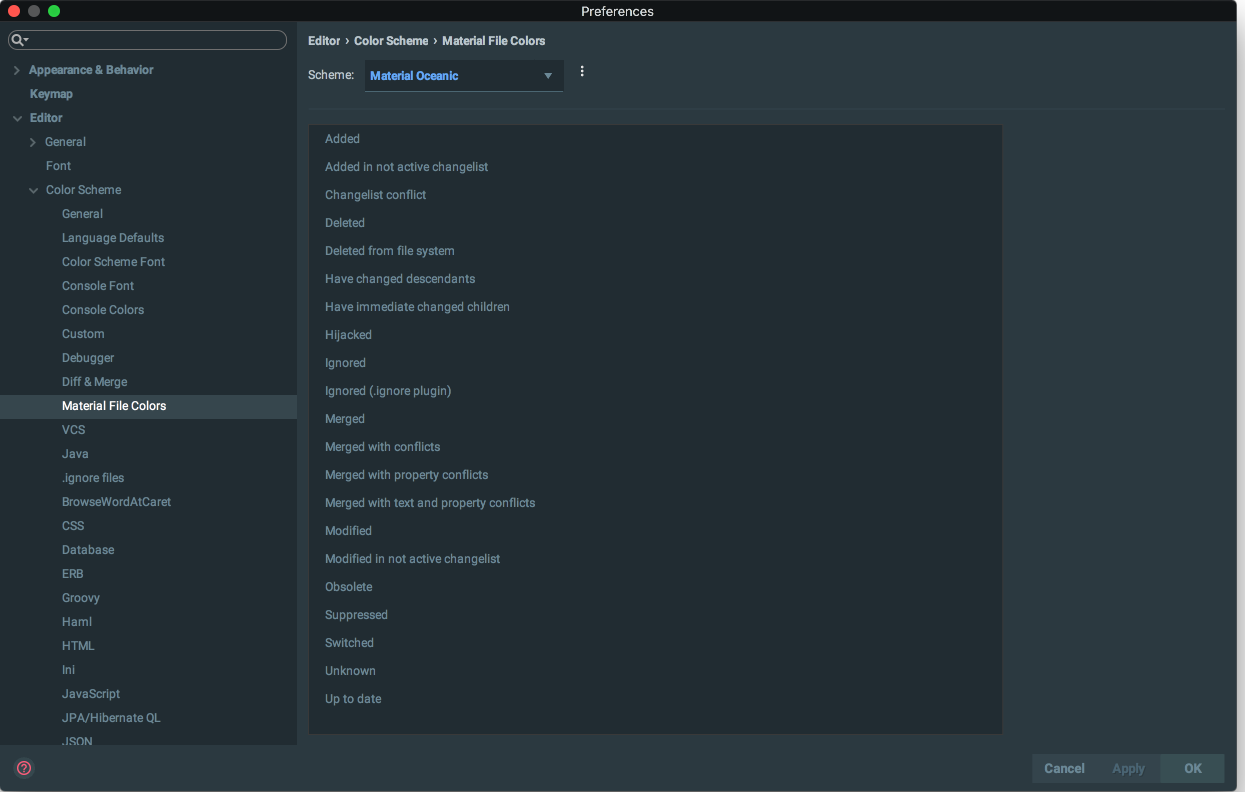 Preferences
Appearance & Behavior
Keymap
Editor
General
Font
Color Scheme
General
Language Defaults
Color Scheme Font
Console Font
Console Colors
Custom
Debugger
Diff & Merge
Material File Colors
VCS
Java
.ignore files
BrowseWordAtCaret
CSS
Database
ERB
Groovy
Haml
HTML
Ini
JavaScript
JPA/Hibernate QL
JSON
Editor › Color Scheme › Material File Colors
Scheme: Material Oceanic
Added
Added in not active changelist
Changelist conflict
Deleted
Deleted from file system
Have changed descendants
Have immediate changed children
Hijacked
Ignored
Ignored (.ignore plugin)
Merged
Merged with conflicts
Merged with property conflicts
Merged with text and property conflicts
Modified
Modified in not active changelist
Obsolete
Suppressed
Switched
Unknown
Up to date
?
Cancel Apply OK